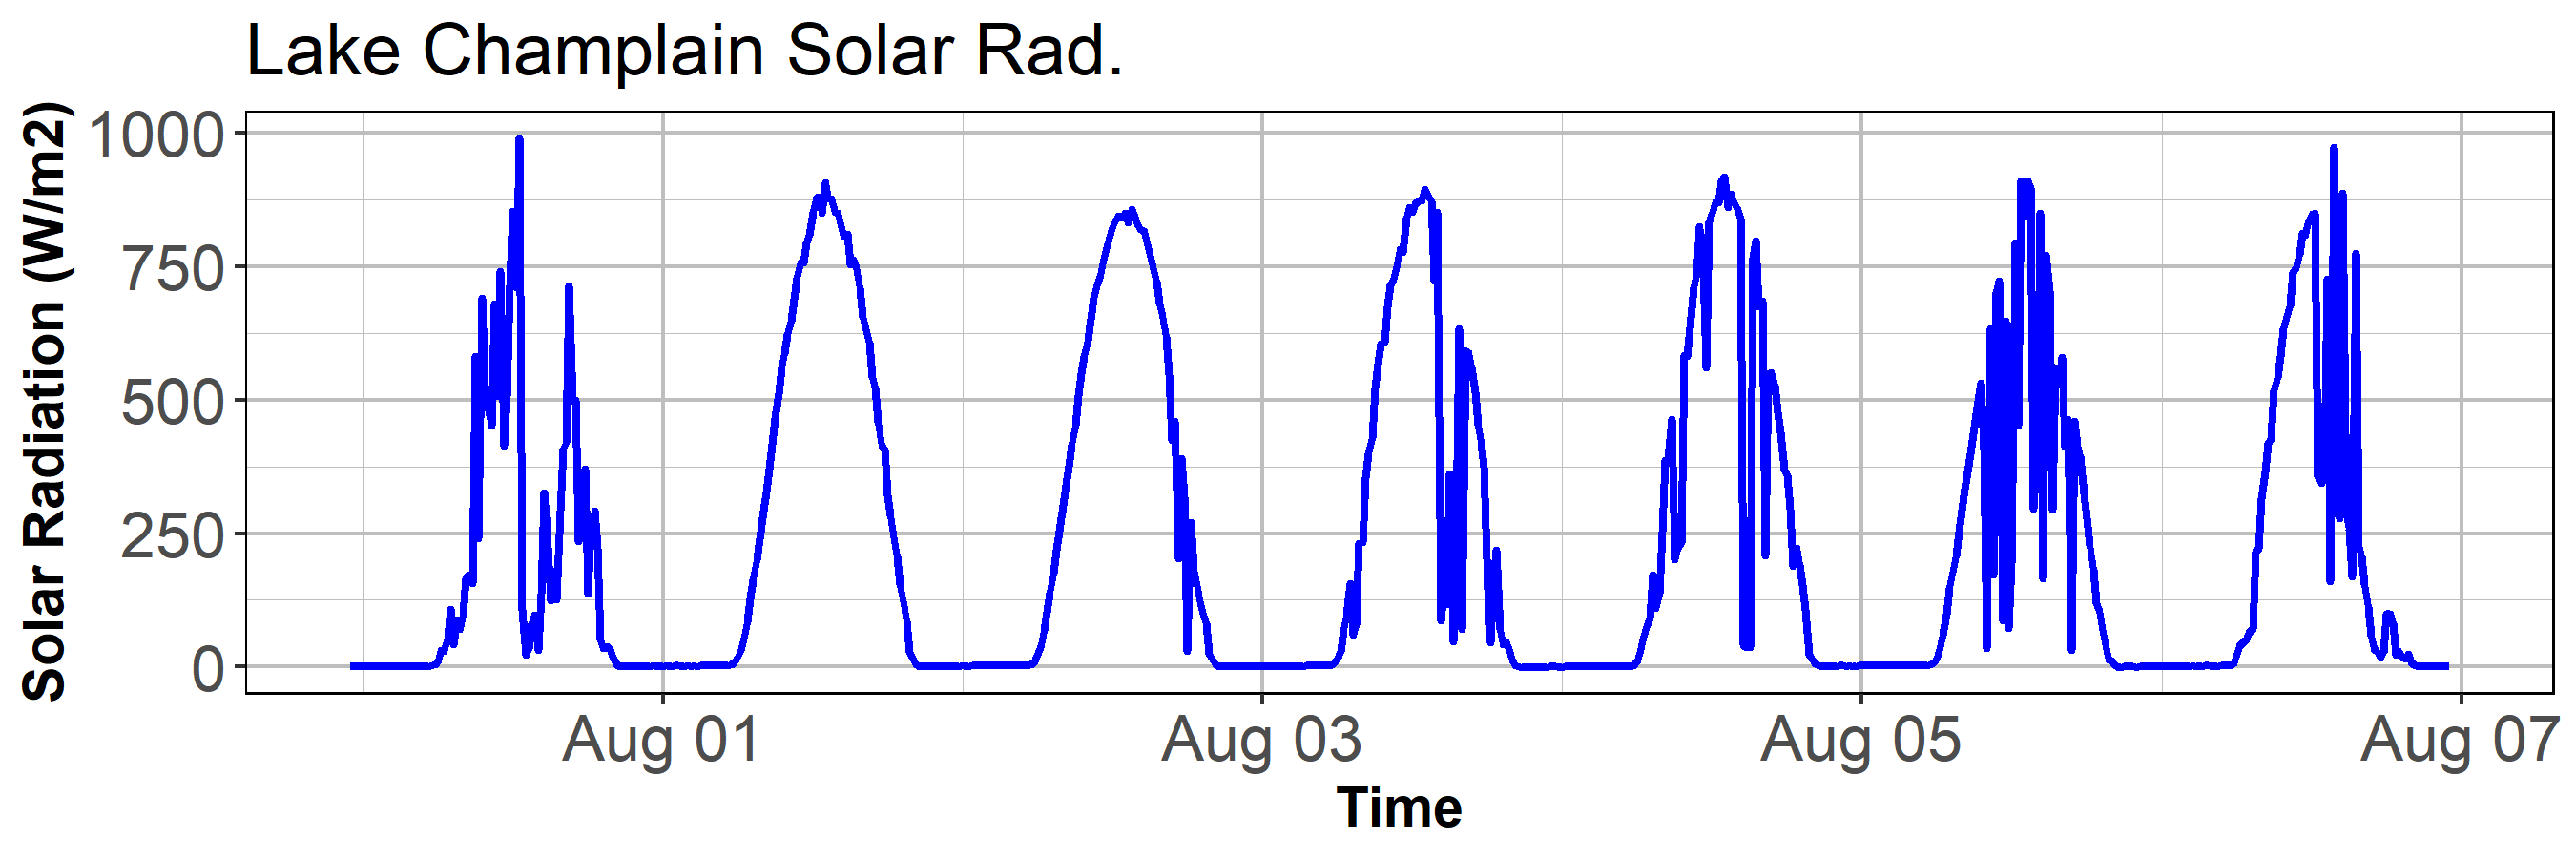 Lake Champlain Solar Rad.
Solar Radiation (W/m2)
1000
750
500
250
0
Aug 01
Aug 03
Aug 05
Aug 07
Time